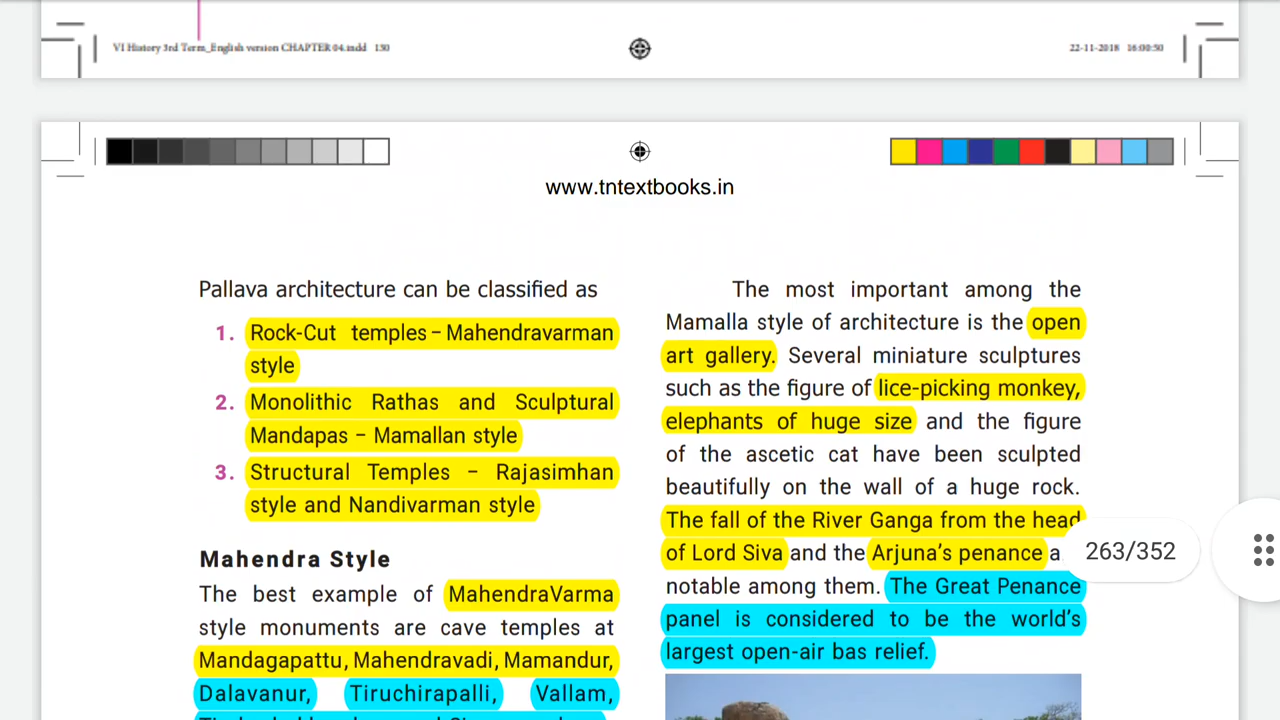 VI History 3rd Term_English version CHAPTER 04.indd 130
22-11-2018 16:00:50
www.tntextbooks.in
Pallava architecture can be classified as
1. Rock-Cut temples – Mahendravarman
style
2. Monolithic Rathas and Sculptural
Mandapas – Mamallan style
3. Structural Temples – Rajasimhan
style and Nandivarman style
Mahendra Style
The best example of MahendraVarma
style monuments are cave temples at
Mandagapattu, Mahendravadi, Mamandur,
Dalavanur, Tiruchirapalli, Vallam,
The most important among the
Mamalla style of architecture is the open
art gallery. Several miniature sculptures
such as the figure of lice-picking monkey,
elephants of huge size and the figure
of the ascetic cat have been sculpted
beautifully on the wall of a huge rock.
The fall of the River Ganga from the head
of Lord Siva and the Arjuna's penance a
notable among them. The Great Penance
panel is considered to be the world's
largest open-air bas relief.
263/352